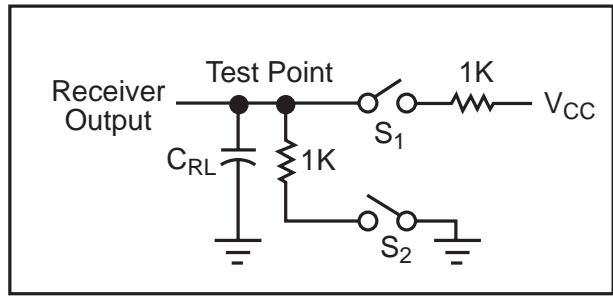 Test Point
Receiver
Output
1K
V_CC
S_1
C_RL
1K
S_2